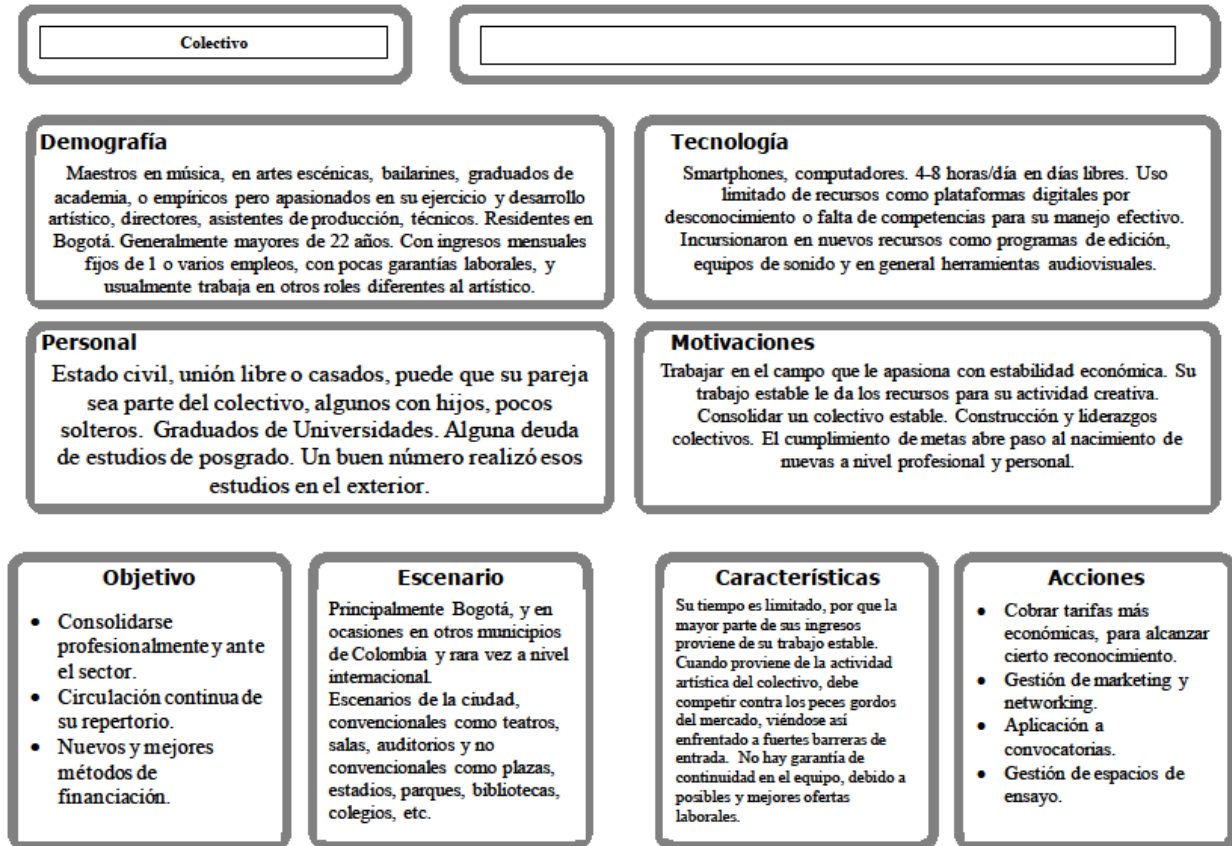 Colectivo
Demografía
Maestros en música, en artes escénicas, bailarines, graduados de
academia, o empíricos pero apasionados en su ejercicio y desarrollo
artístico, directores, asistentes de producción, técnicos. Residentes en
Bogotá. Generalmente mayores de 22 años. Con ingresos mensuales
fijos de 1 o varios empleos, con pocas garantías laborales, y
usualmente trabaja en otros roles diferentes al artístico.
Tecnología
Smartphones, computadores. 4-8 horas/día en días libres. Uso
limitado de recursos como plataformas digitales por
desconocimiento o falta de competencias para su manejo efectivo.
Incursionaron en nuevos recursos como programas de edición,
equipos de sonido y en general herramientas audiovisuales.
Personal
Estado civil, unión libre o casados, puede que su pareja
sea parte del colectivo, algunos con hijos, pocos
solteros. Graduados de Universidades. Alguna deuda
de estudios de posgrado. Un buen número realizó esos
estudios en el exterior.
Motivaciones
Trabajar en el campo que le apasiona con estabilidad económica. Su
trabajo estable le da los recursos para su actividad creativa.
Consolidar un colectivo estable. Construcción y liderazgos
colectivos. El cumplimiento de metas abre paso al nacimiento de
nuevas a nivel profesional y personal.
Objetivo
• Consolidarse
profesionalmente y ante
el sector.
• Circulación continua de
su repertorio.
• Nuevos y mejores
métodos de
financiación.
Escenario
Principalmente Bogotá, y en
ocasiones en otros municipios
de Colombia y rara vez a nivel
internacional.
Escenarios de la ciudad,
convencionales como teatros,
salas, auditorios y no
convencionales como plazas,
estadios, parques, bibliotecas,
colegios, etc.
Características
Su tiempo es limitado, por que la
mayor parte de sus ingresos
proviene de su trabajo estable.
Cuando proviene de la actividad
artística del colectivo, debe
competir contra los peces gordos
del mercado, viéndose así
enfrentado a fuertes barreras de
entrada. No hay garantía de
continuidad en el equipo, debido a
posibles y mejores ofertas
laborales.
Acciones
• Cobrar tarifas más
económicas, para alcanzar
cierto reconocimiento.
• Gestión de marketing y
networking.
• Aplicación a
convocatorias.
• Gestión de espacios de
ensayo.